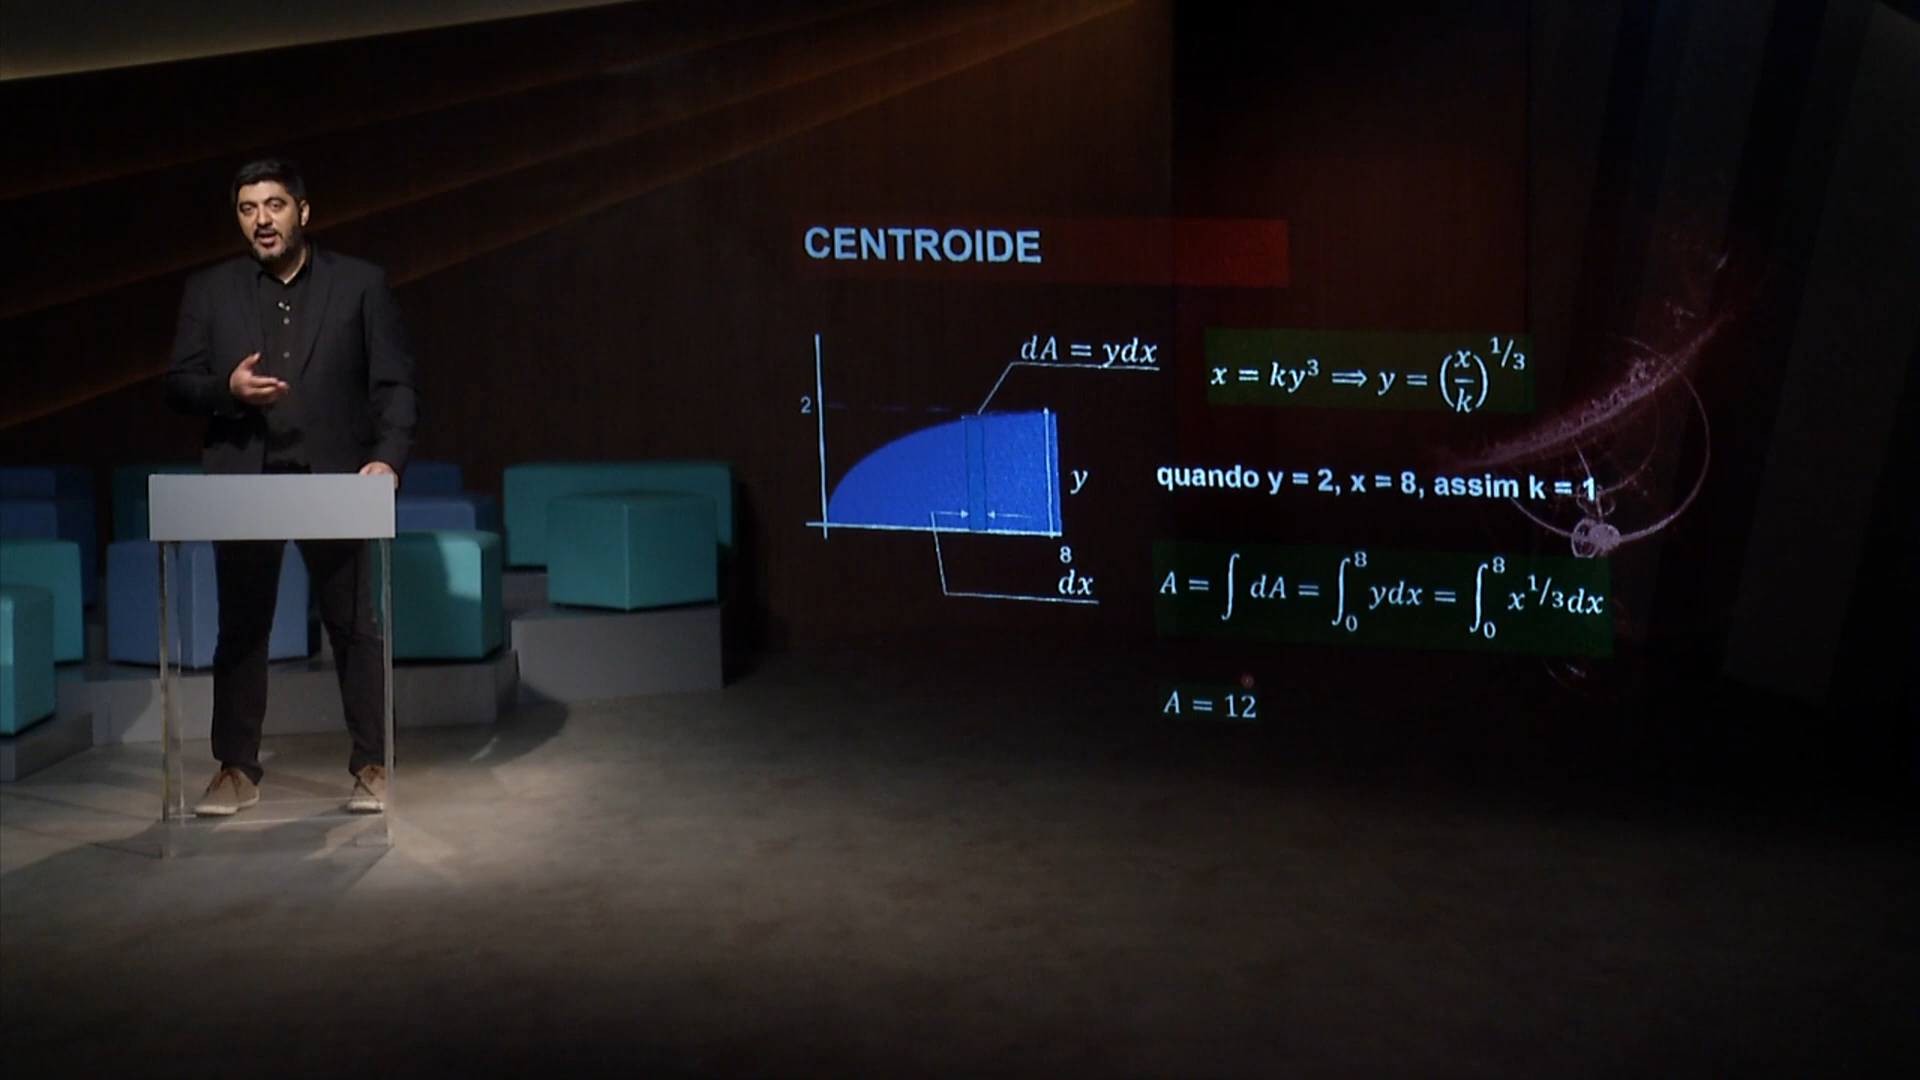 CENTROIDE
dA = ydx
x = ky³ ⟹ y = (x/k)^1/3
2
y
quando y = 2, x = 8, assim k = 1
8
dx
A = ∫ dA = ∫₀⁸ ydx = ∫₀⁸ x^1/3 dx
A = 12